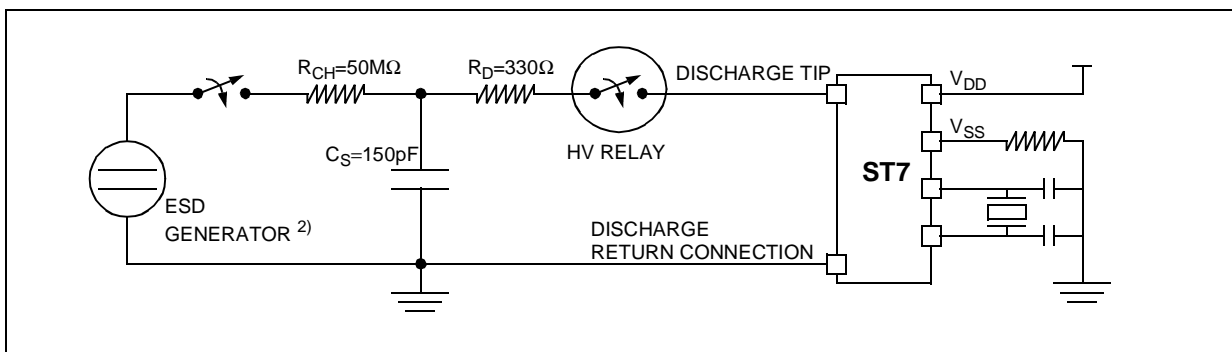 R_CH=50MΩ
R_D=330Ω
DISCHARGE TIP
V_DD
V_SS
C_S=150pF
HV RELAY
ST7
ESD
GENERATOR 2)
DISCHARGE
RETURN CONNECTION